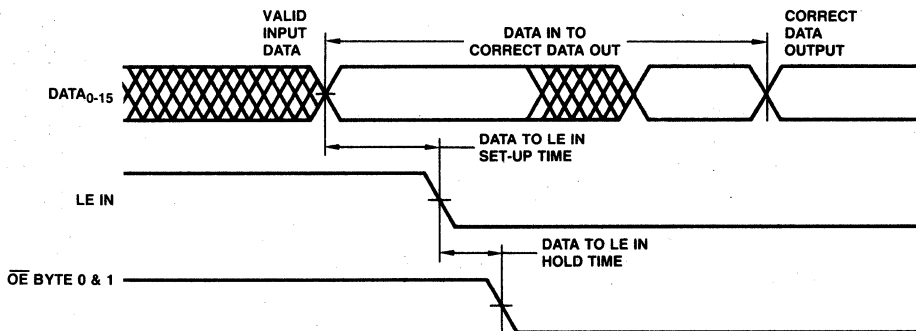 VALID
INPUT
DATA
DATA IN TO
CORRECT DATA OUT
CORRECT
DATA
OUTPUT
DATA0-15
DATA TO LE IN
SET-UP TIME
LE IN
DATA TO LE IN
HOLD TIME
OE BYTE 0 & 1